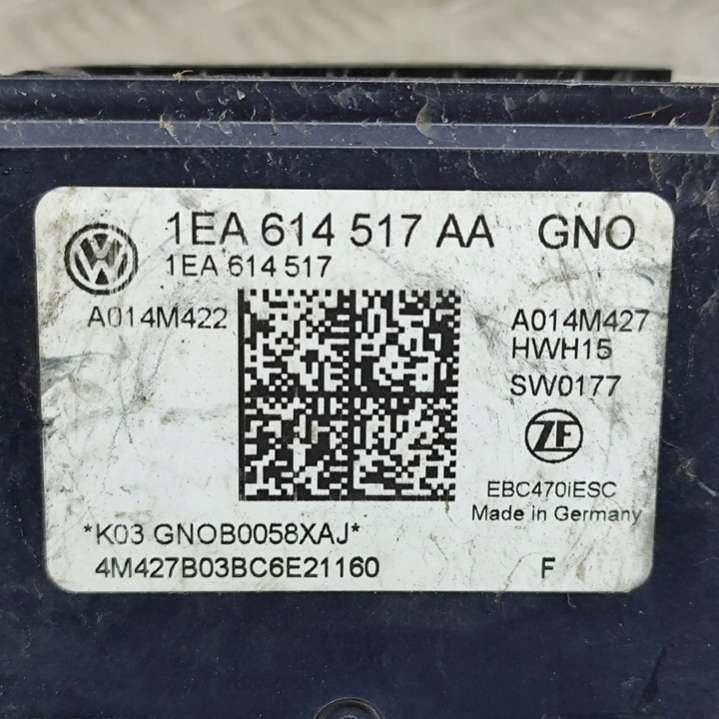 1EA 614 517 AA GNO
1EA 614 517
A014M422
A014M427
HWH15
SW0177
ZF
EBC470iESC
Made in Germany
*K03 GNOB0058XAJ*
4M427B03BC6E21160 F